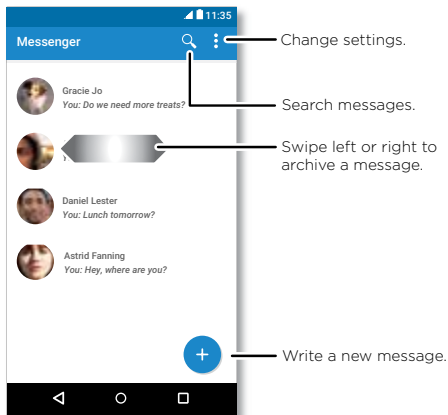 11:35
Messenger
Change settings.
Gracie Jo
You: Do we need more treats?
Search messages.
Swipe left or right to
archive a message.
Daniel Lester
You: Lunch tomorrow?
Astrid Fanning
You: Hey, where are you?
Write a new message.